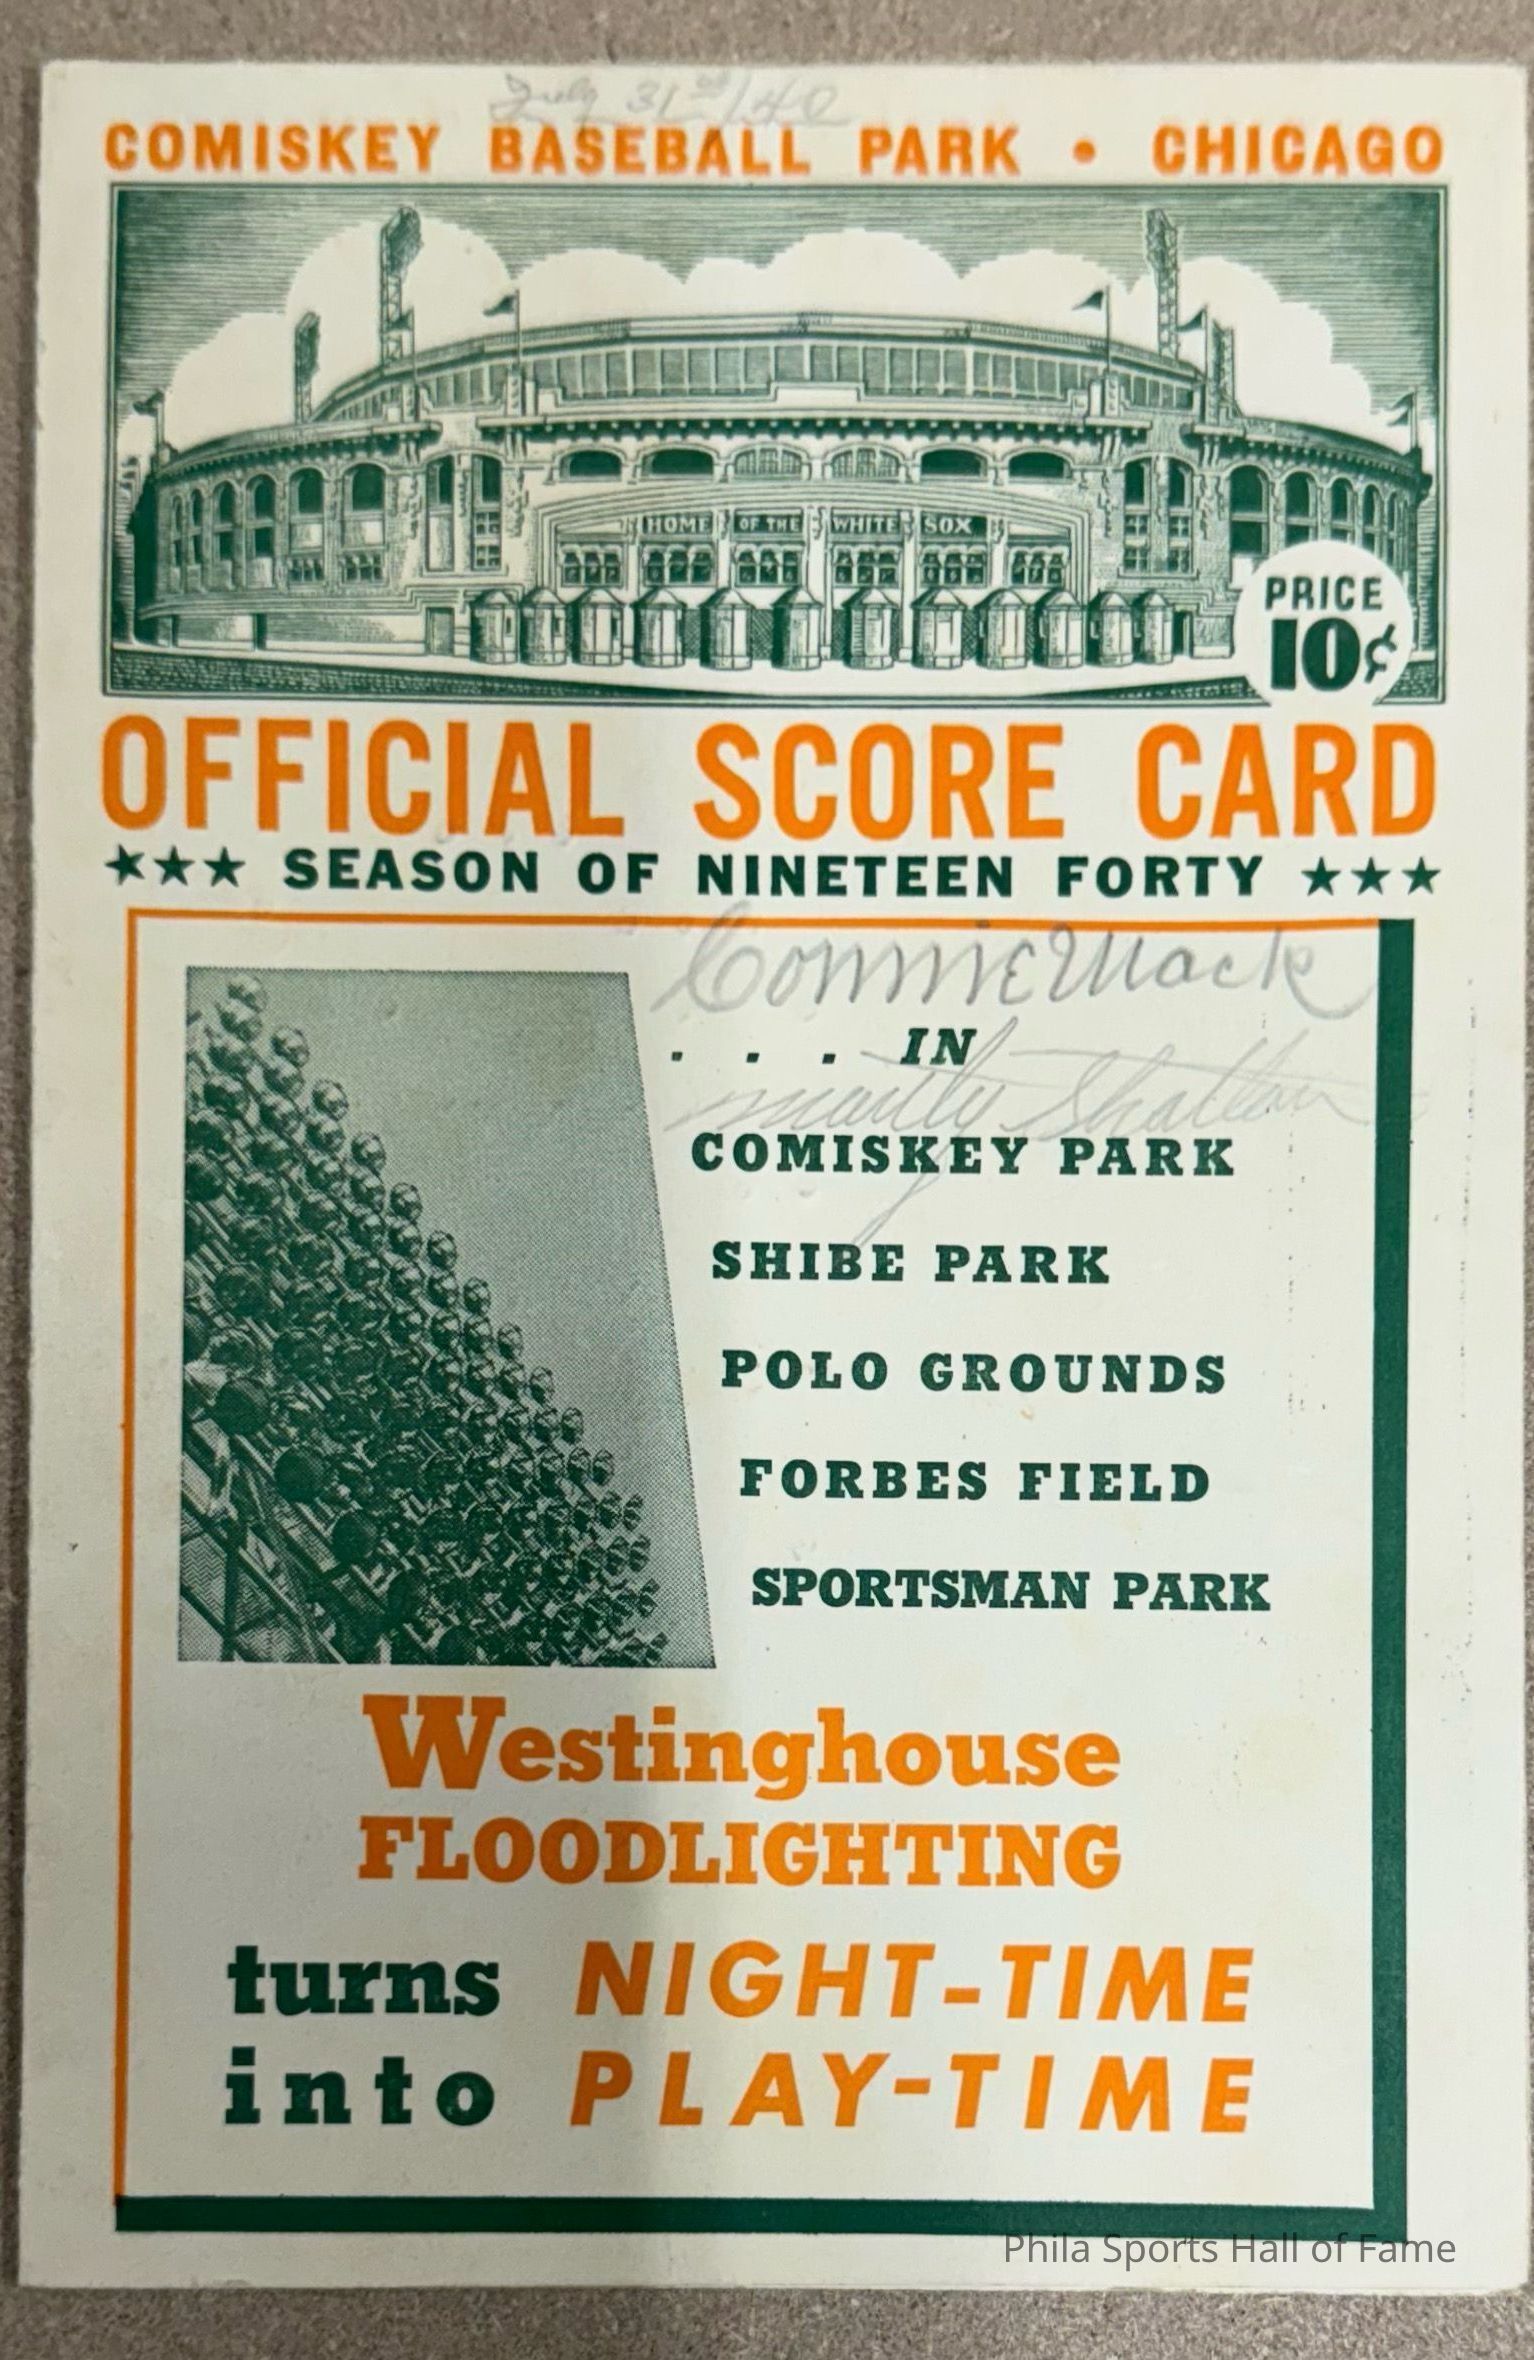 July 31st/40
COMISKEY BASEBALL PARK • CHICAGO
HOME OF THE WHITE SOX
PRICE
10¢
OFFICIAL SCORE CARD
★★★ SEASON OF NINETEEN FORTY ★★★
Connie Mack
. . . IN
Marty
COMISKEY PARK
SHIBE PARK
POLO GROUNDS
FORBES FIELD
SPORTSMAN PARK
Westinghouse
FLOODLIGHTING
turns NIGHT-TIME
into PLAY-TIME
Phila Sports Hall of Fame